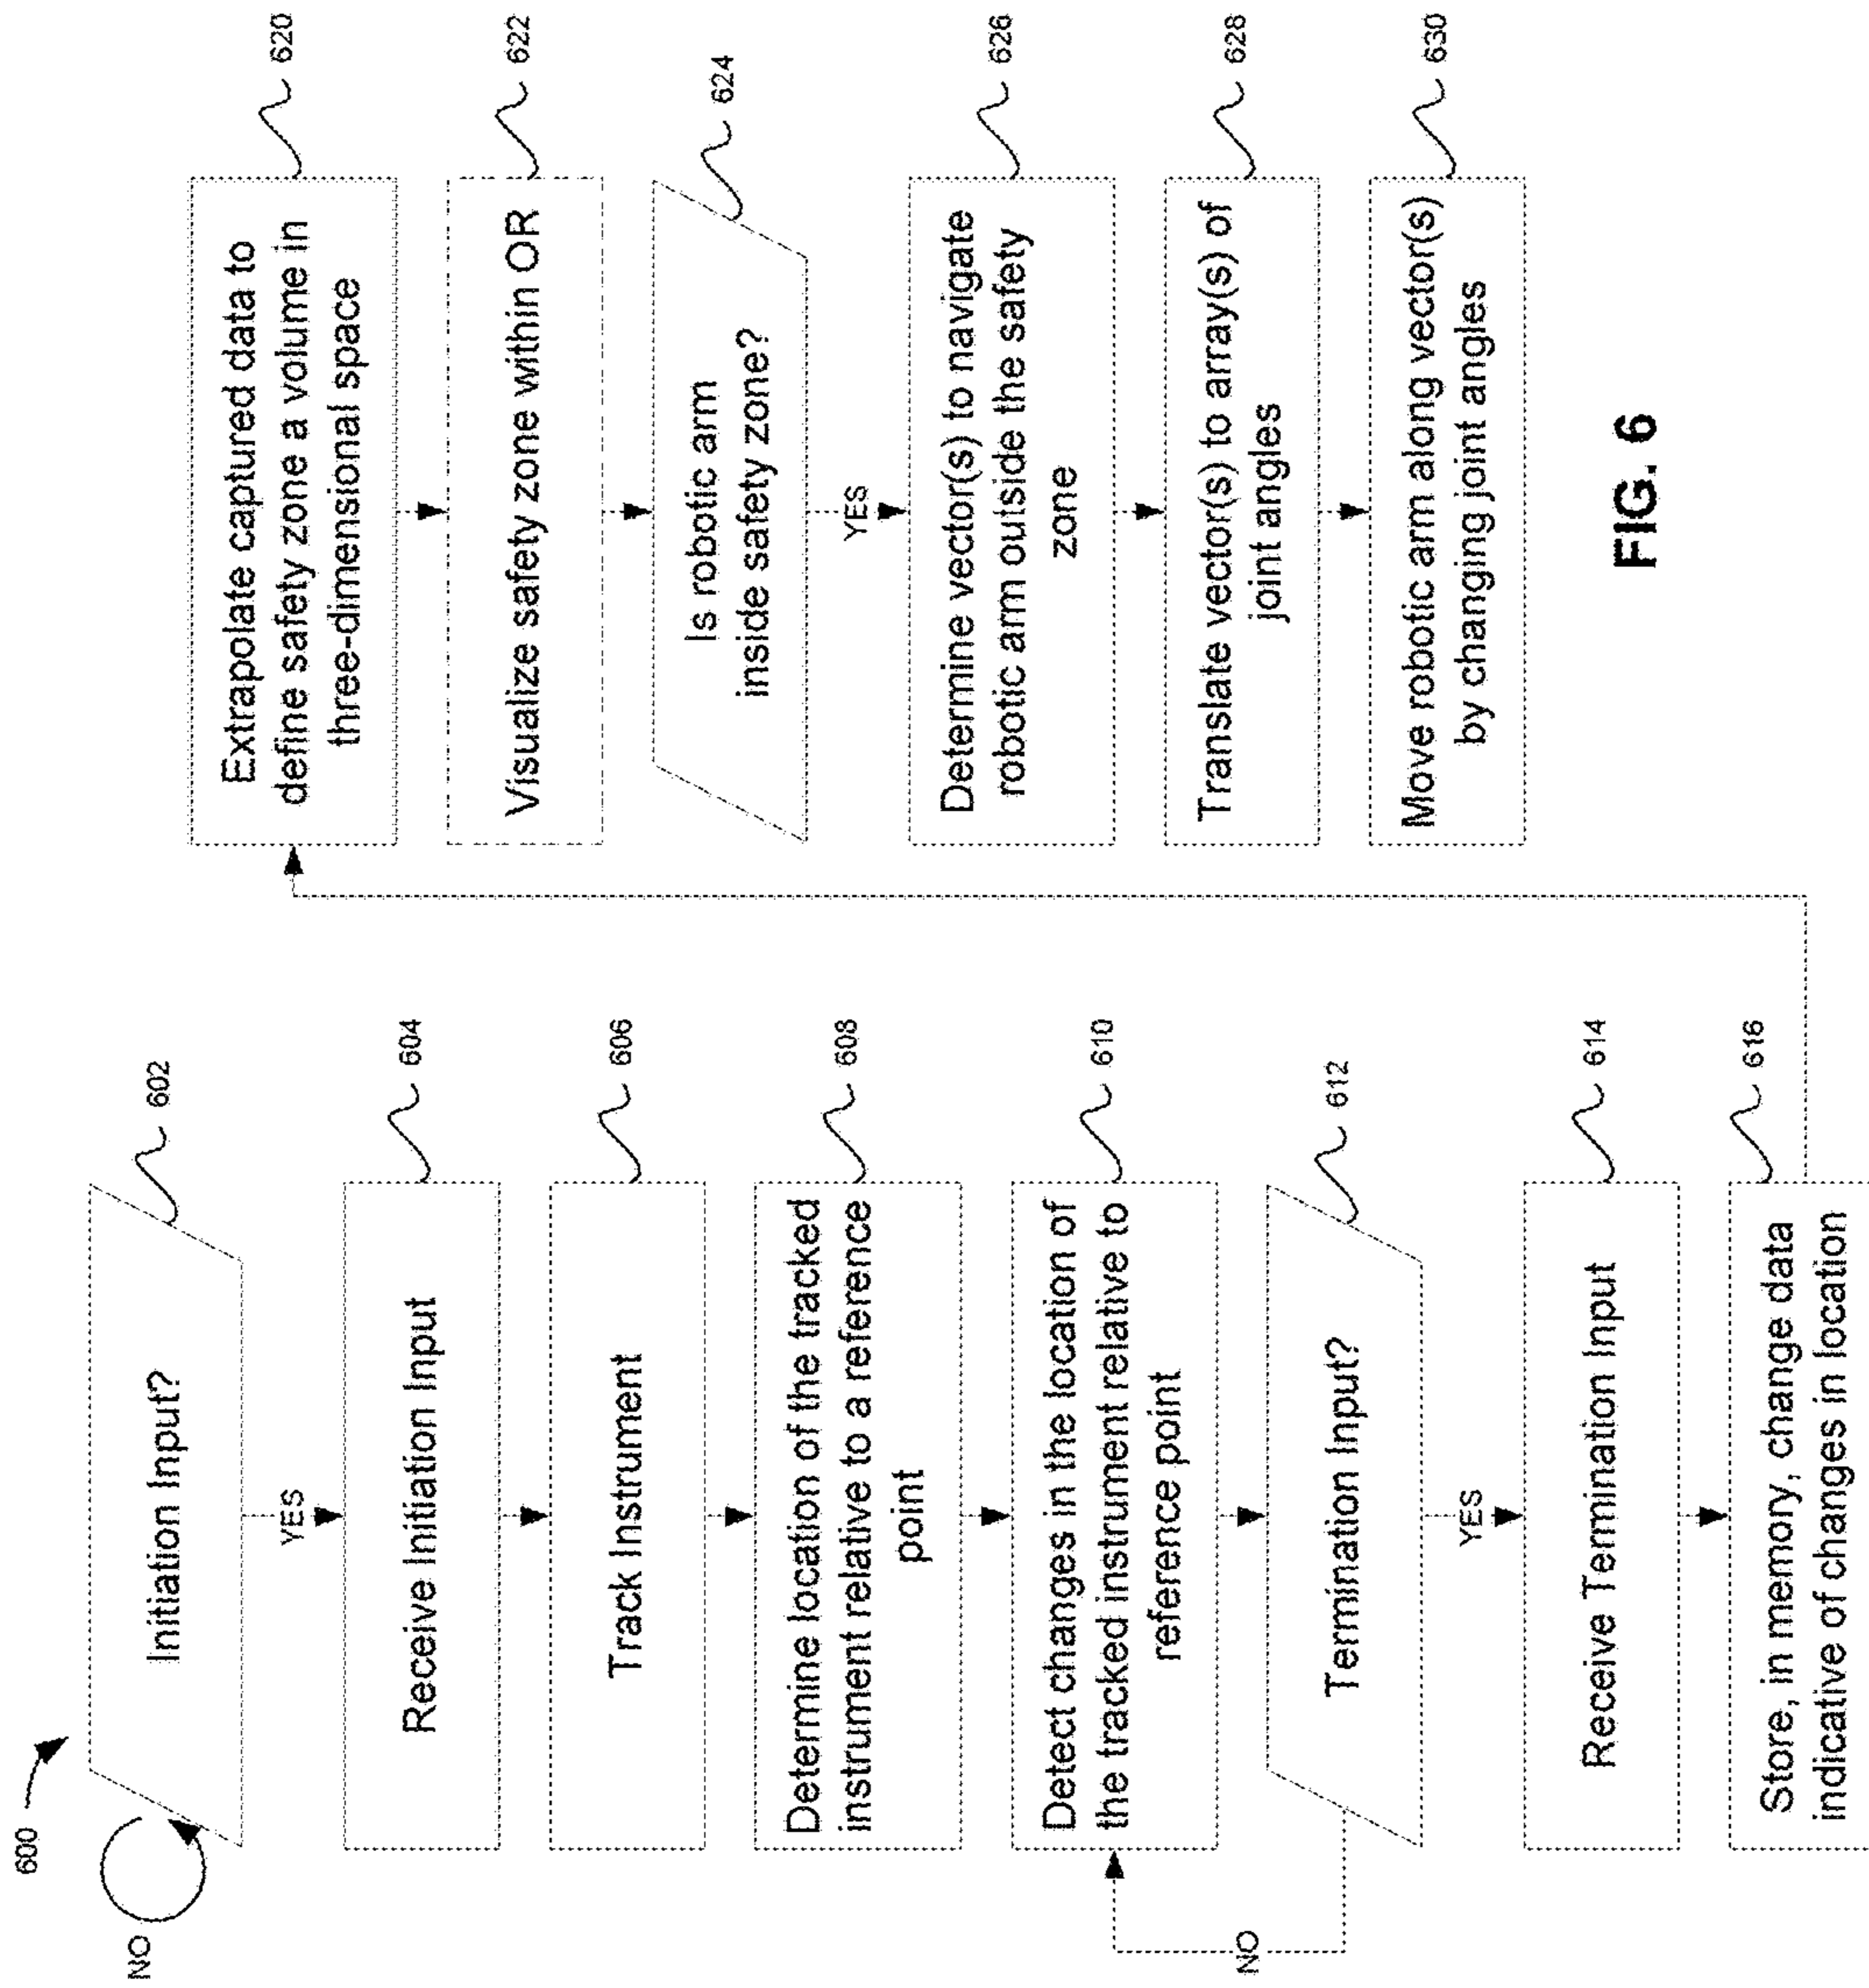 600
NO
Initiation Input?
602
YES
Receive Initiation Input
604
Track Instrument
606
Determine location of the tracked
instrument relative to a reference
point
608
Detect changes in the location of
the tracked instrument relative to
reference point
610
Termination Input?
612
NO
YES
Receive Termination Input
614
Store, in memory, change data
indicative of changes in location
616
Extrapolate captured data to
define safety zone a volume in
three-dimensional space
620
Visualize safety zone within OR
622
Is robotic arm
inside safety zone?
624
YES
Determine vector(s) to navigate
robotic arm outside the safety
zone
626
Translate vector(s) to array(s) of
joint angles
628
Move robotic arm along vector(s)
by changing joint angles
630
FIG. 6